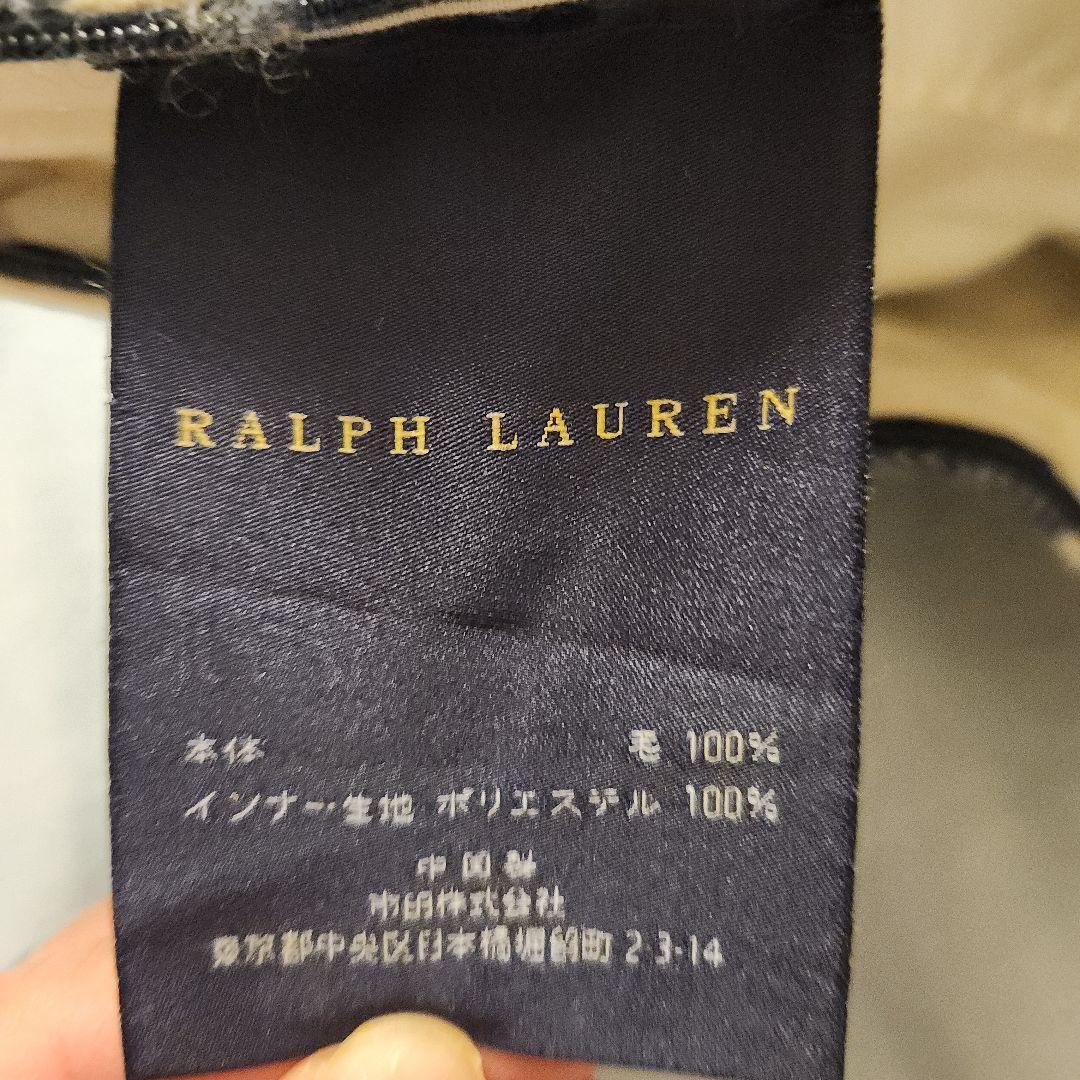 RALPH LAUREN
本体 毛 100%
インナー生地 ポリエステル 100%
中国製
市田株式会社
東京都中央区日本橋堀留町 2-3-14